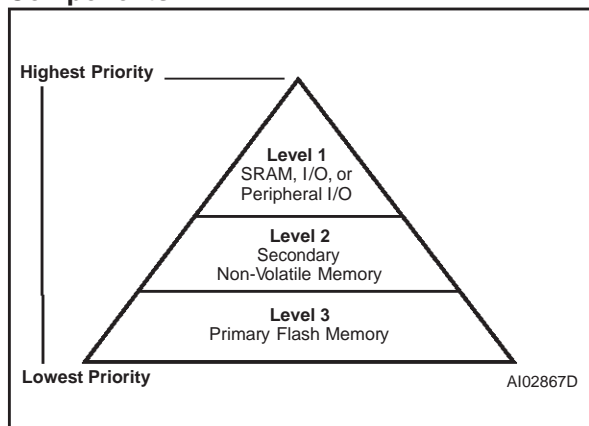 Highest Priority
Level 1
SRAM, I/O, or
Peripheral I/O
Level 2
Secondary
Non-Volatile Memory
Level 3
Primary Flash Memory
Lowest Priority
AI02867D